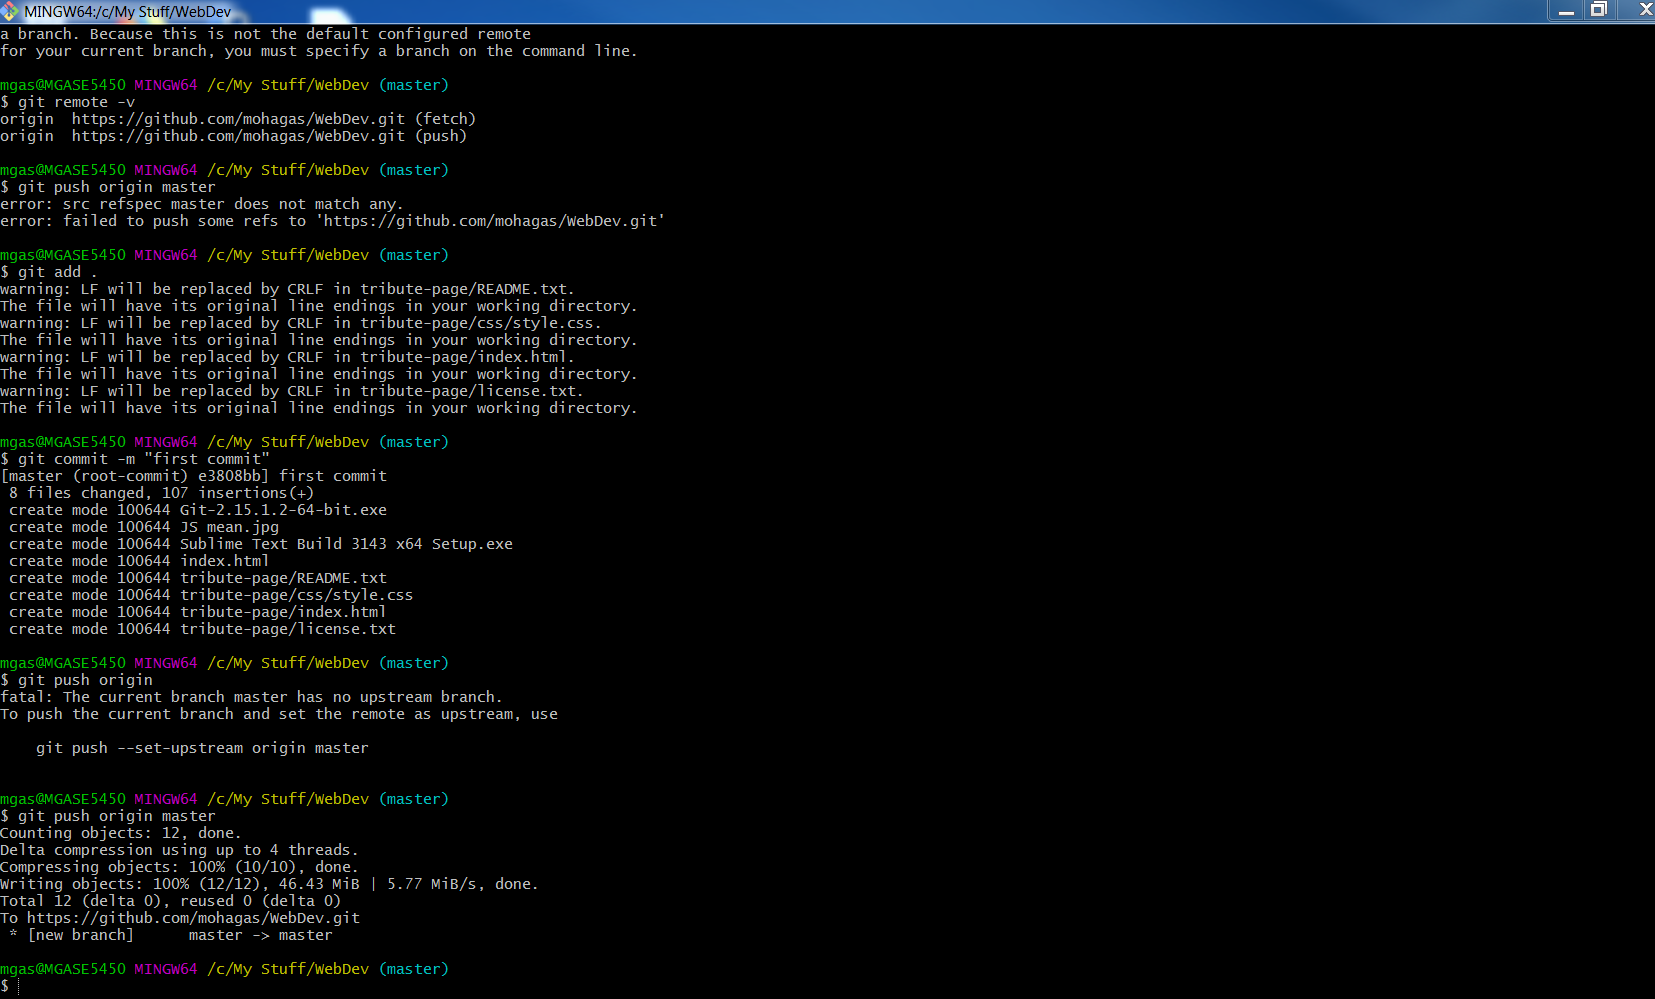 MINGW64:/c/My Stuff/WebDev
a branch. Because this is not the default configured remote
for your current branch, you must specify a branch on the command line.
mgas@MGASE5450 MINGW64 /c/My Stuff/WebDev (master)
$ git remote -v
origin  https://github.com/mohagas/WebDev.git (fetch)
origin  https://github.com/mohagas/WebDev.git (push)
mgas@MGASE5450 MINGW64 /c/My Stuff/WebDev (master)
$ git push origin master
error: src refspec master does not match any.
error: failed to push some refs to 'https://github.com/mohagas/WebDev.git'
mgas@MGASE5450 MINGW64 /c/My Stuff/WebDev (master)
$ git add .
warning: LF will be replaced by CRLF in tribute-page/README.txt.
The file will have its original line endings in your working directory.
warning: LF will be replaced by CRLF in tribute-page/css/style.css.
The file will have its original line endings in your working directory.
warning: LF will be replaced by CRLF in tribute-page/index.html.
The file will have its original line endings in your working directory.
warning: LF will be replaced by CRLF in tribute-page/license.txt.
The file will have its original line endings in your working directory.
mgas@MGASE5450 MINGW64 /c/My Stuff/WebDev (master)
$ git commit -m "first commit"
[master (root-commit) e3808bb] first commit
 8 files changed, 107 insertions(+)
 create mode 100644 Git-2.15.1.2-64-bit.exe
 create mode 100644 JS mean.jpg
 create mode 100644 Sublime Text Build 3143 x64 Setup.exe
 create mode 100644 index.html
 create mode 100644 tribute-page/README.txt
 create mode 100644 tribute-page/css/style.css
 create mode 100644 tribute-page/index.html
 create mode 100644 tribute-page/license.txt
mgas@MGASE5450 MINGW64 /c/My Stuff/WebDev (master)
$ git push origin
fatal: The current branch master has no upstream branch.
To push the current branch and set the remote as upstream, use
    git push --set-upstream origin master
mgas@MGASE5450 MINGW64 /c/My Stuff/WebDev (master)
$ git push origin master
Counting objects: 12, done.
Delta compression using up to 4 threads.
Compressing objects: 100% (10/10), done.
Writing objects: 100% (12/12), 46.43 MiB | 5.77 MiB/s, done.
Total 12 (delta 0), reused 0 (delta 0)
To https://github.com/mohagas/WebDev.git
 * [new branch]      master -> master
mgas@MGASE5450 MINGW64 /c/My Stuff/WebDev (master)
$